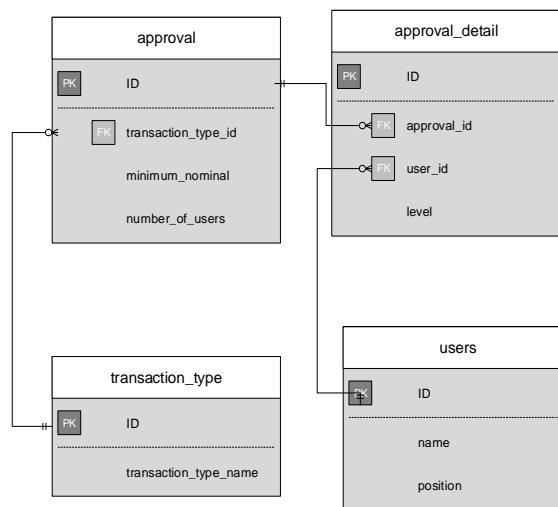 approval
PK ID
FK transaction_type_id
minimum_nominal
number_of_users
approval_detail
PK ID
FK approval_id
FK user_id
level
transaction_type
PK ID
transaction_type_name
users
PK ID
name
position